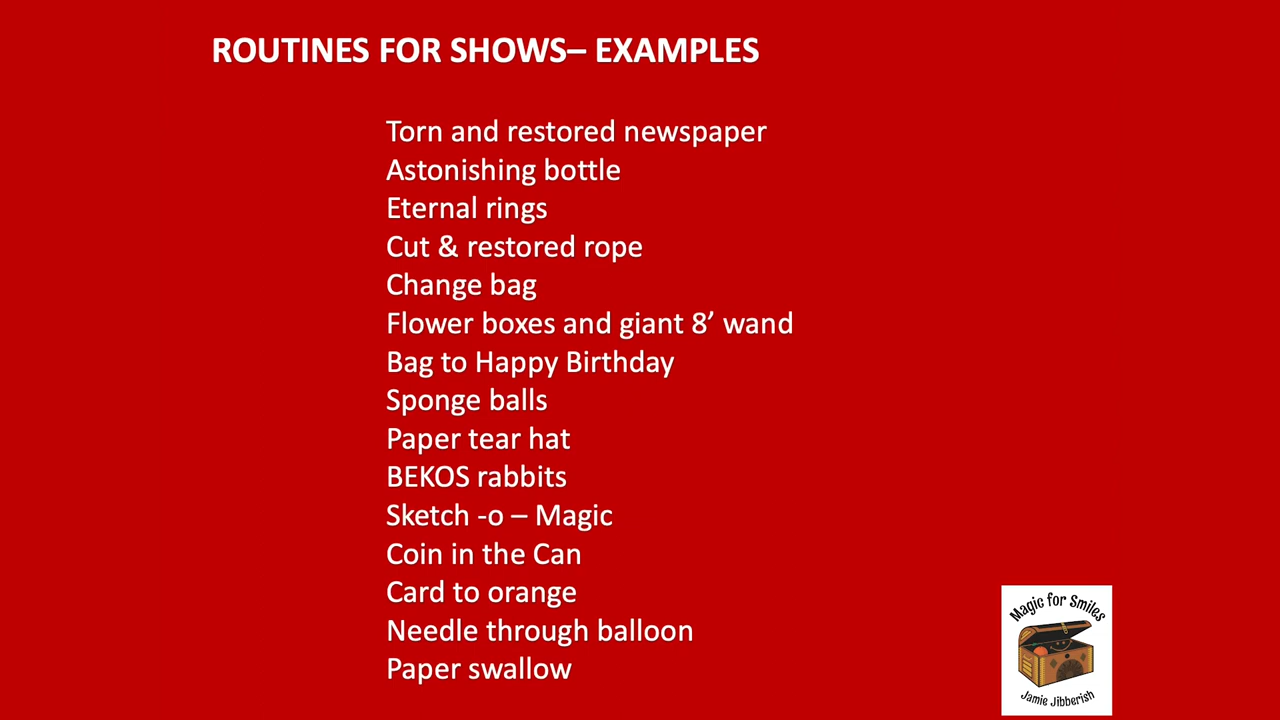 ROUTINES FOR SHOWS– EXAMPLES
Torn and restored newspaper
Astonishing bottle
Eternal rings
Cut & restored rope
Change bag
Flower boxes and giant 8’ wand
Bag to Happy Birthday
Sponge balls
Paper tear hat
BEKOS rabbits
Sketch -o – Magic
Coin in the Can
Card to orange
Needle through balloon
Paper swallow
Magic for Smiles
Jamie Jibberish